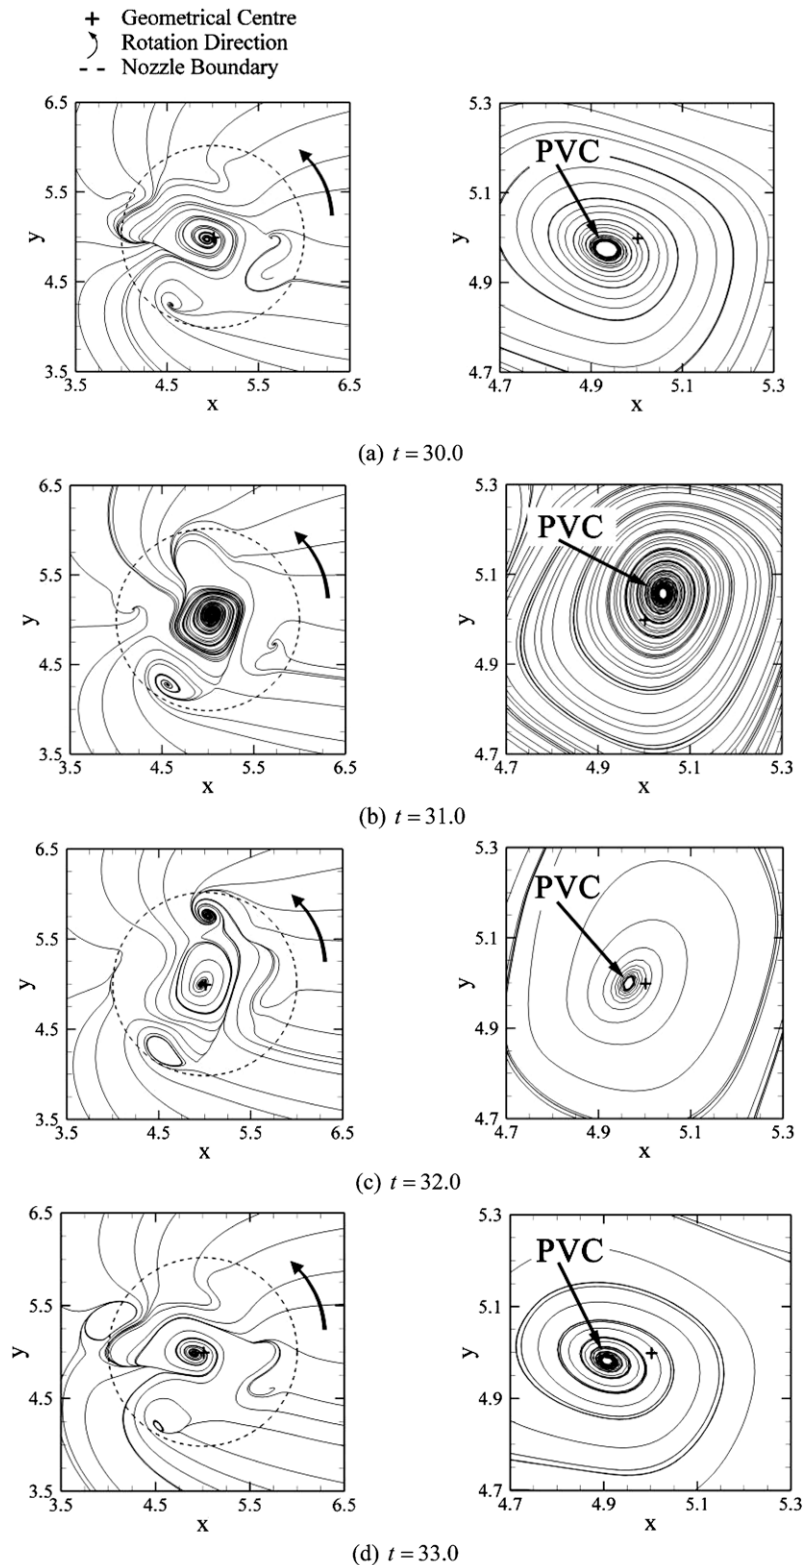 + Geometrical Centre
Rotation Direction
-- Nozzle Boundary
6.5
5.5
y
4.5
3.5
3.5 4.5 5.5 6.5
x
5.3
5.1
y
4.9
4.7
4.7 4.9 5.1 5.3
x
PVC
(a) t = 30.0
6.5
5.5
y
4.5
3.5
3.5 4.5 5.5 6.5
x
5.3
5.1
y
4.9
4.7
4.7 4.9 5.1 5.3
x
PVC
(b) t = 31.0
6.5
5.5
y
4.5
3.5
3.5 4.5 5.5 6.5
x
5.3
5.1
y
4.9
4.7
4.7 4.9 5.1 5.3
x
PVC
(c) t = 32.0
6.5
5.5
y
4.5
3.5
3.5 4.5 5.5 6.5
x
5.3
5.1
y
4.9
4.7
4.7 4.9 5.1 5.3
x
PVC
(d) t = 33.0